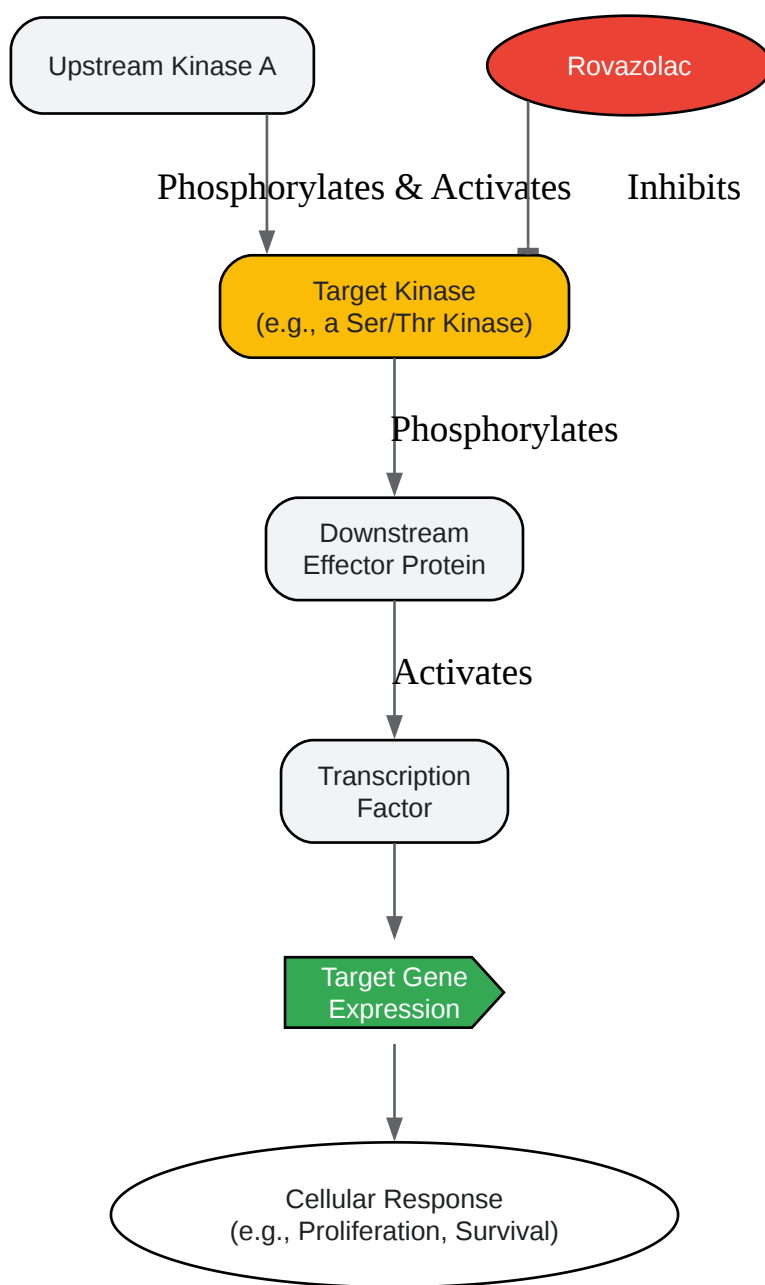 Upstream Kinase A
Rovazolac
Phosphorylates & Activates
Inhibits
Target Kinase
(e.g., a Ser/Thr Kinase)
Phosphorylates
Downstream
Effector Protein
Activates
Transcription
Factor
Target Gene
Expression
Cellular Response
(e.g., Proliferation, Survival)